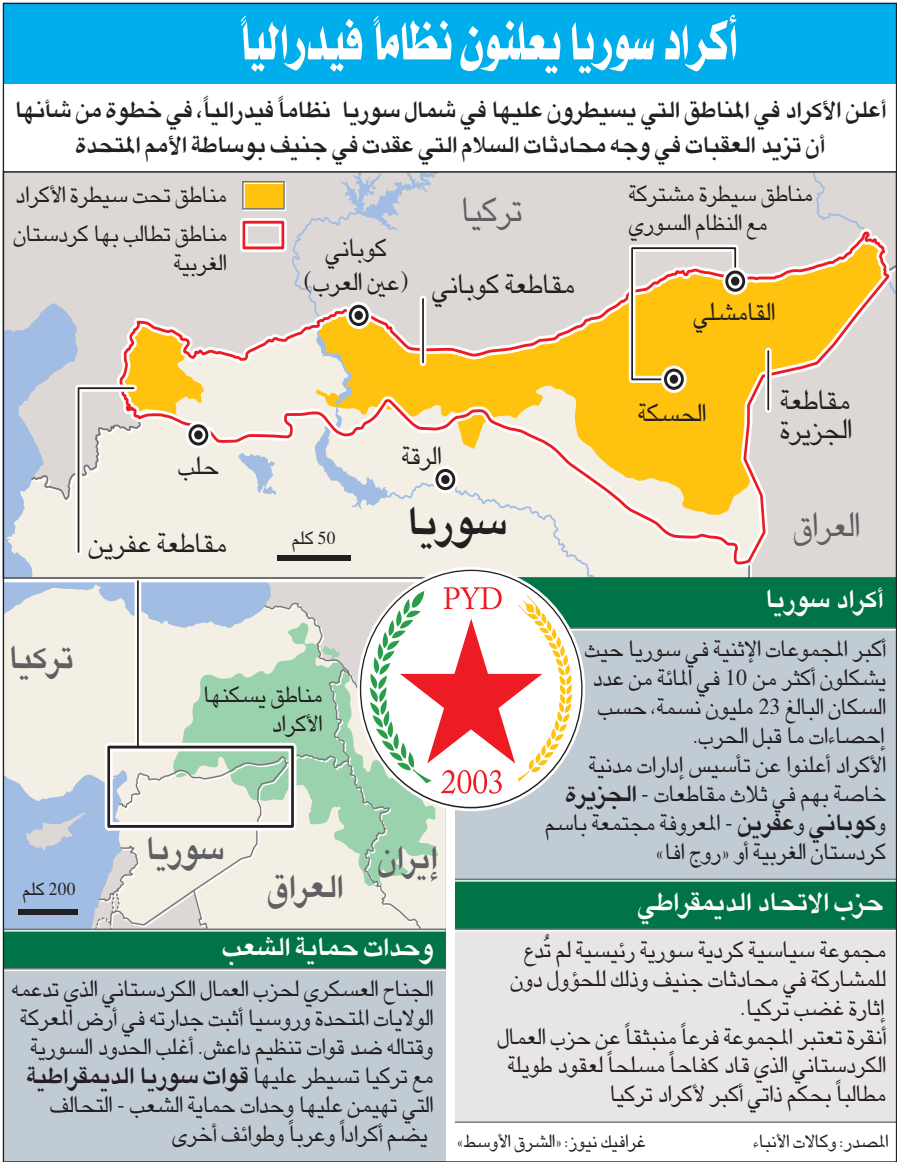 أكراد سوريا يعلنون نظاماً فيدرالياً
أعلن الأكراد في المناطق التي يسيطرون عليها في شمال سوريا نظاماً فيدرالياً، في خطوة من شأنها
أن تزيد العقبات في وجه محادثات السلام التي عقدت في جنيف بوساطة الأمم المتحدة
مناطق تحت سيطرة الأكراد
مناطق تطالب بها كردستان
الغربية
مناطق سيطرة مشتركة
مع النظام السوري
تركيا
كوباني
(عين العرب)
مقاطعة كوباني
القامشلي
الحسكة
مقاطعة
الجزيرة
حلب
الرقة
سوريا
العراق
مقاطعة عفرين
50 كلم
أكراد سوريا
أكبر المجموعات الإثنية في سوريا حيث
يشكلون أكثر من 10 في المائة من عدد
السكان البالغ 23 مليون نسمة، حسب
إحصاءات ما قبل الحرب.
الأكراد أعلنوا عن تأسيس إدارات مدنية
خاصة بهم في ثلاث مقاطعات - الجزيرة
وكوباني وعفرين - المعروفة مجتمعة باسم
كردستان الغربية أو «روج افا»
PYD
2003
تركيا
مناطق يسكنها
الأكراد
سوريا
العراق
إيران
200 كلم
حزب الاتحاد الديمقراطي
مجموعة سياسية كردية سورية رئيسية لم تُدع
للمشاركة في محادثات جنيف وذلك للحؤول دون
إثارة غضب تركيا.
أنقرة تعتبر المجموعة فرعاً منبثقاً عن حزب العمال
الكردستاني الذي قاد كفاحاً مسلحاً لعقود طويلة
مطالباً بحكم ذاتي أكبر لأكراد تركيا
وحدات حماية الشعب
الجناح العسكري لحزب العمال الكردستاني الذي تدعمه
الولايات المتحدة وروسيا أثبت جدارته في أرض المعركة
وقتاله ضد قوات تنظيم داعش. أغلب الحدود السورية
مع تركيا تسيطر عليها قوات سوريا الديمقراطية
التي تهيمن عليها وحدات حماية الشعب - التحالف
يضم أكراداً وعرباً وطوائف أخرى
المصدر: وكالات الأنباء
غرافيك نيوز: «الشرق الأوسط»